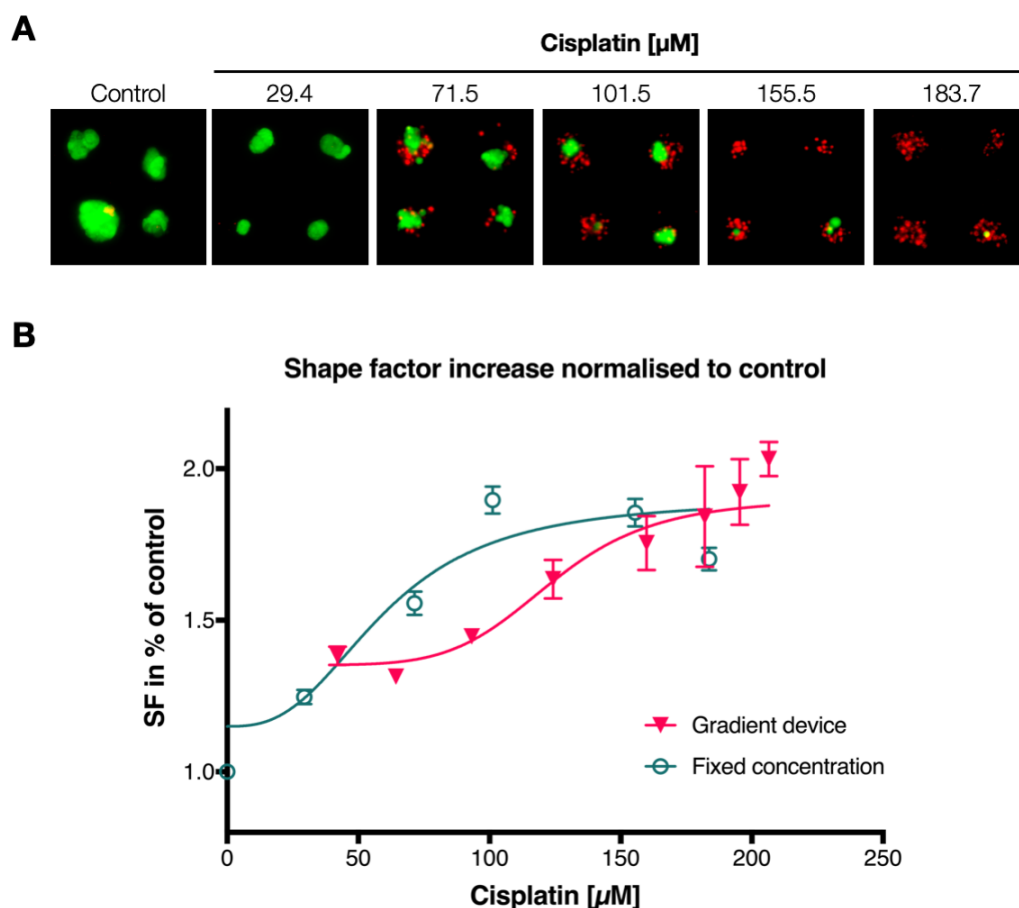 A
Cisplatin [µM]
Control 29.4 71.5 101.5 155.5 183.7
B
Shape factor increase normalised to control
SF in % of control
2.0
1.5
1.0
Gradient device
Fixed concentration
0 50 100 150 200 250
Cisplatin [µM]